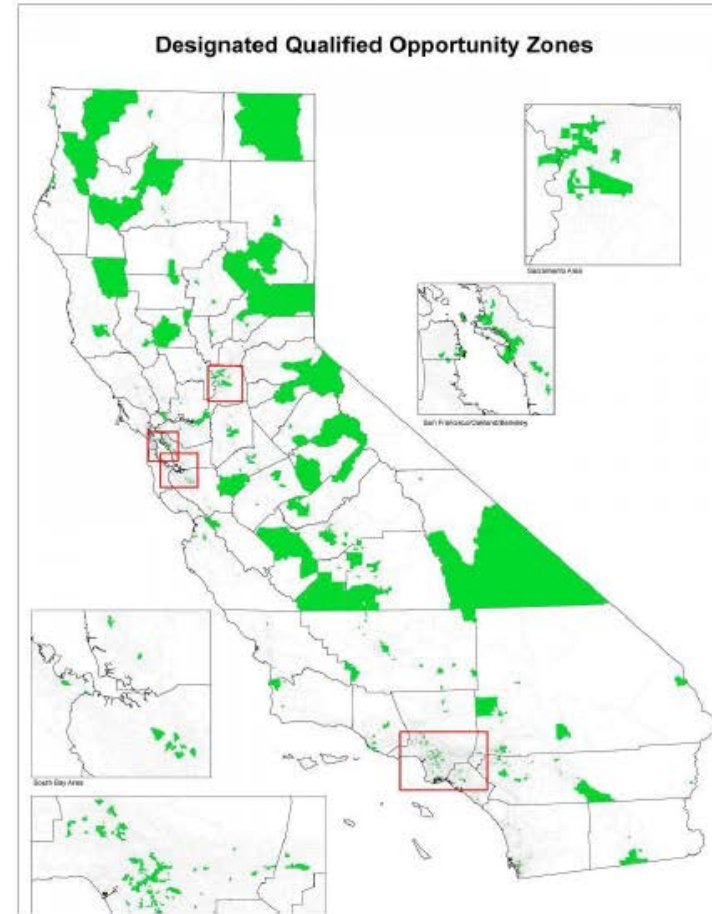 Designated Qualified Opportunity Zones
Sacramento Area
San Francisco/Oakland/Berkeley
South Bay Area